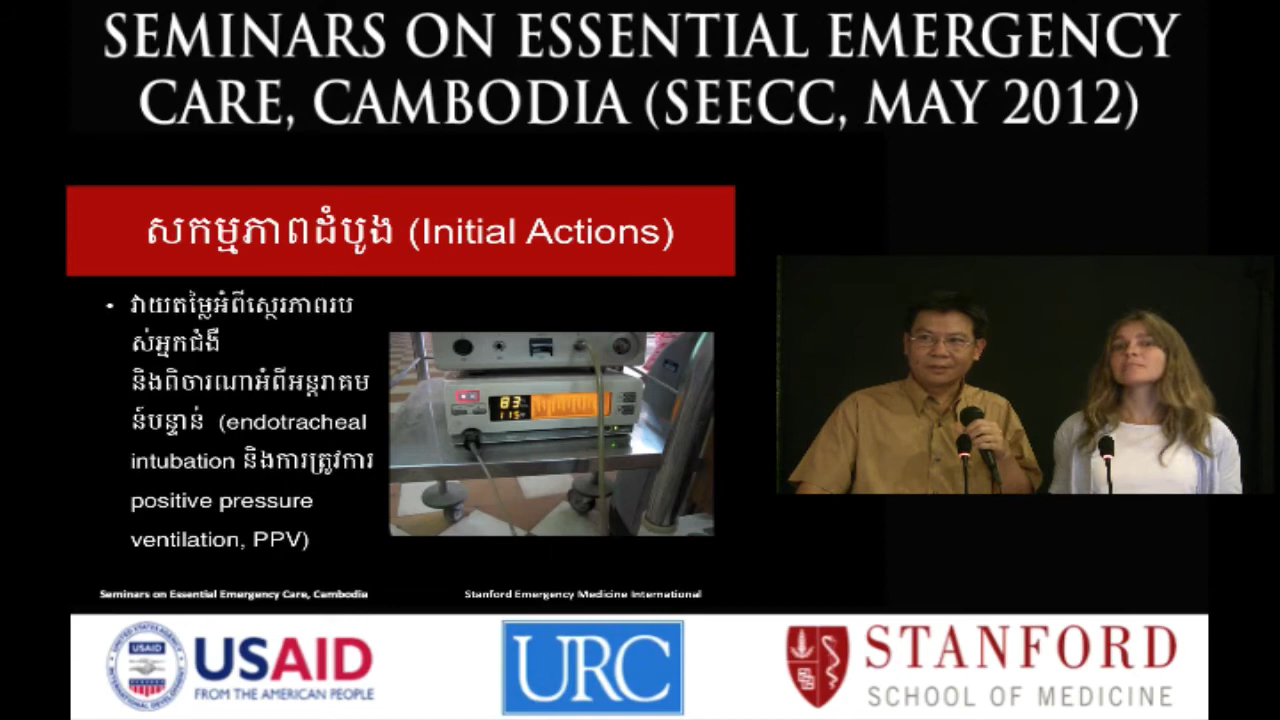 SEMINARS ON ESSENTIAL EMERGENCY
CARE, CAMBODIA (SEECC, MAY 2012)
សកម្មភាពដំបូង (Initial Actions)
• វាយតម្លៃអំពីស្ថេរភាពរប
ស់អ្នកជំងឺ
និងពិចារណាអំពីអន្តរាគម
ន៍បន្ទាន់ (endotracheal
intubation និងការត្រូវការ
positive pressure
ventilation, PPV)
83
115
Seminars on Essential Emergency Care, Cambodia
Stanford Emergency Medicine International
USAID
USAID
FROM THE AMERICAN PEOPLE
URC
STANFORD
SCHOOL OF MEDICINE